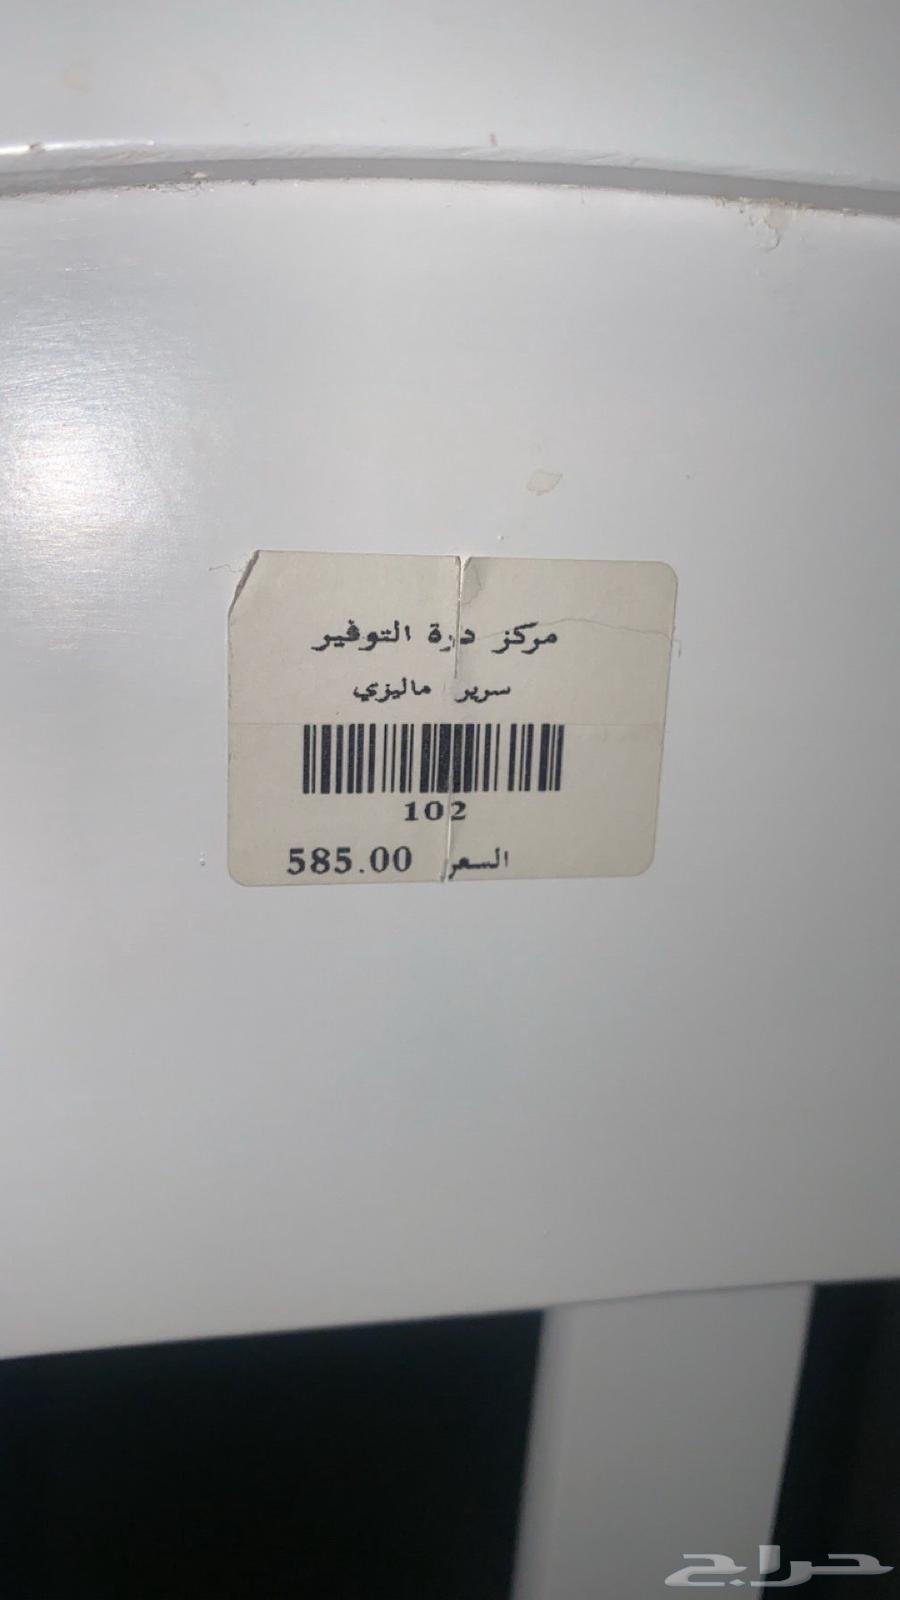 مركز درة التوفير
سرير ماليزي
102
السعر 585.00
حراج